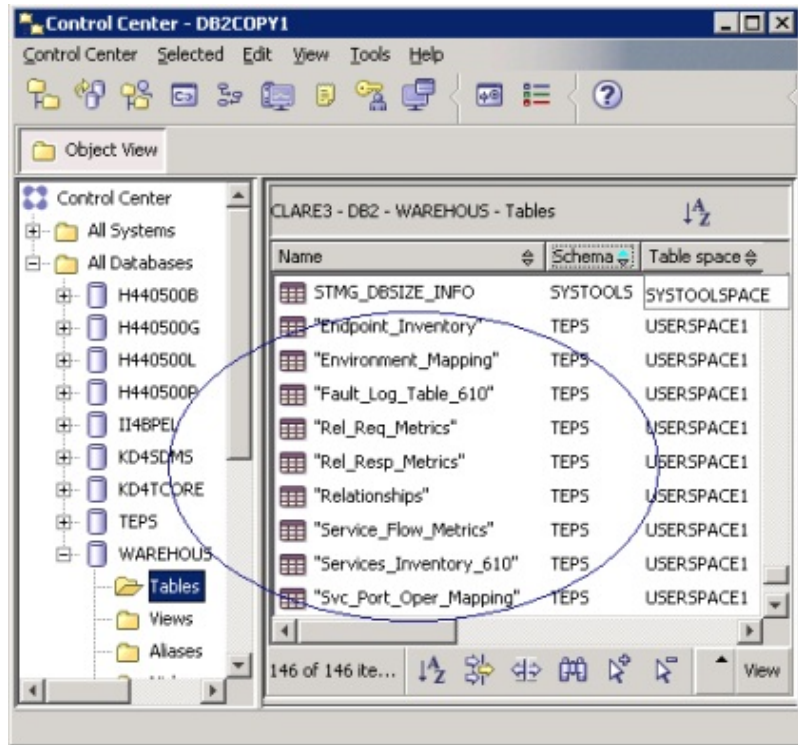 Control Center - DB2COPY1
Control Center Selected Edit View Tools Help
Object View
Control Center
All Systems
All Databases
H440500B
H440500G
H440500L
H440500P
II4BPEL
KD4SDMS
KD4TCORE
TEPS
WAREHOUS
Tables
Views
Aliases
CLARE3 - DB2 - WAREHOUS - Tables
Name Schema Table space
STMG_DBSIZE_INFO SYSTOOLS SYSTOOLSPACE
"Endpoint_Inventory" TEPS USERSPACE1
"Environment_Mapping" TEPS USERSPACE1
"Fault_Log_Table_610" TEPS USERSPACE1
"Rel_Req_Metrics" TEPS USERSPACE1
"Rel_Resp_Metrics" TEPS USERSPACE1
"Relationships" TEPS USERSPACE1
"Service_Flow_Metrics" TEPS USERSPACE1
"Services_Inventory_610" TEPS USERSPACE1
"Svc_Port_Oper_Mapping" TEPS USERSPACE1
146 of 146 ite... View